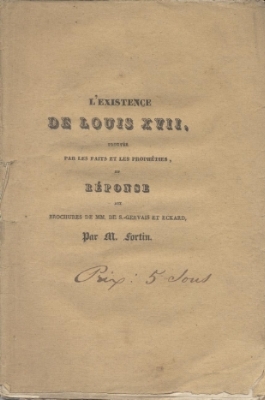 L'EXISTENCE
DE LOUIS XVII,
PROUVÉE
PAR LES FAITS ET LES PROPHÉTIES,
ET
RÉPONSE
AUX
BROCHURES DE MM. DE S.-GERVAIS ET ECKARD,
Par M. Fortin.
Prix : 5 Sous